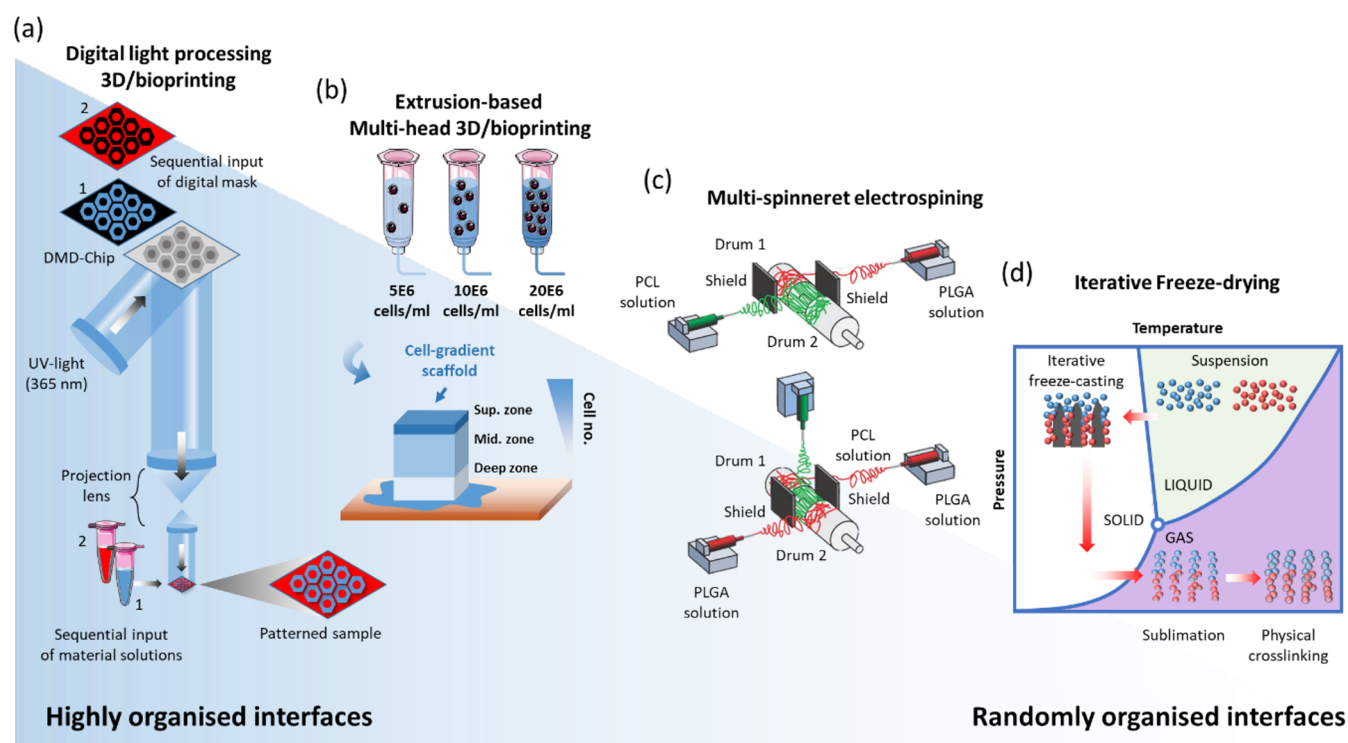 (a)
Digital light processing
3D/bioprinting
2
Sequential input
of digital mask
1
DMD-Chip
UV-light
(365 nm)
Projection
lens
2
1
Sequential input
of material solutions
Patterned sample
(b)
Extrusion-based
Multi-head 3D/bioprinting
5E6
cells/ml
10E6
cells/ml
20E6
cells/ml
Cell-gradient
scaffold
Sup. zone
Mid. zone
Deep zone
Cell no.
(c)
Multi-spinneret electrospining
Drum 1
Shield
PCL
solution
Shield
PLGA
solution
Drum 2
PCL
solution
Drum 1
Shield
Shield
PLGA
solution
Drum 2
PLGA
solution
(d)
Iterative Freeze-drying
Temperature
Pressure
Iterative
freeze-casting
Suspension
LIQUID
SOLID
GAS
Sublimation
Physical
crosslinking
Highly organised interfaces
Randomly organised interfaces